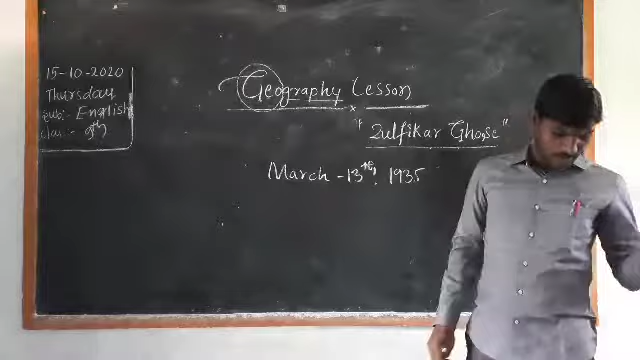 15-10-2020
Thursday
Sub:- English
class:- 9th
Geography Lesson
"Zulfikar Ghose"
March - 13th, 1935